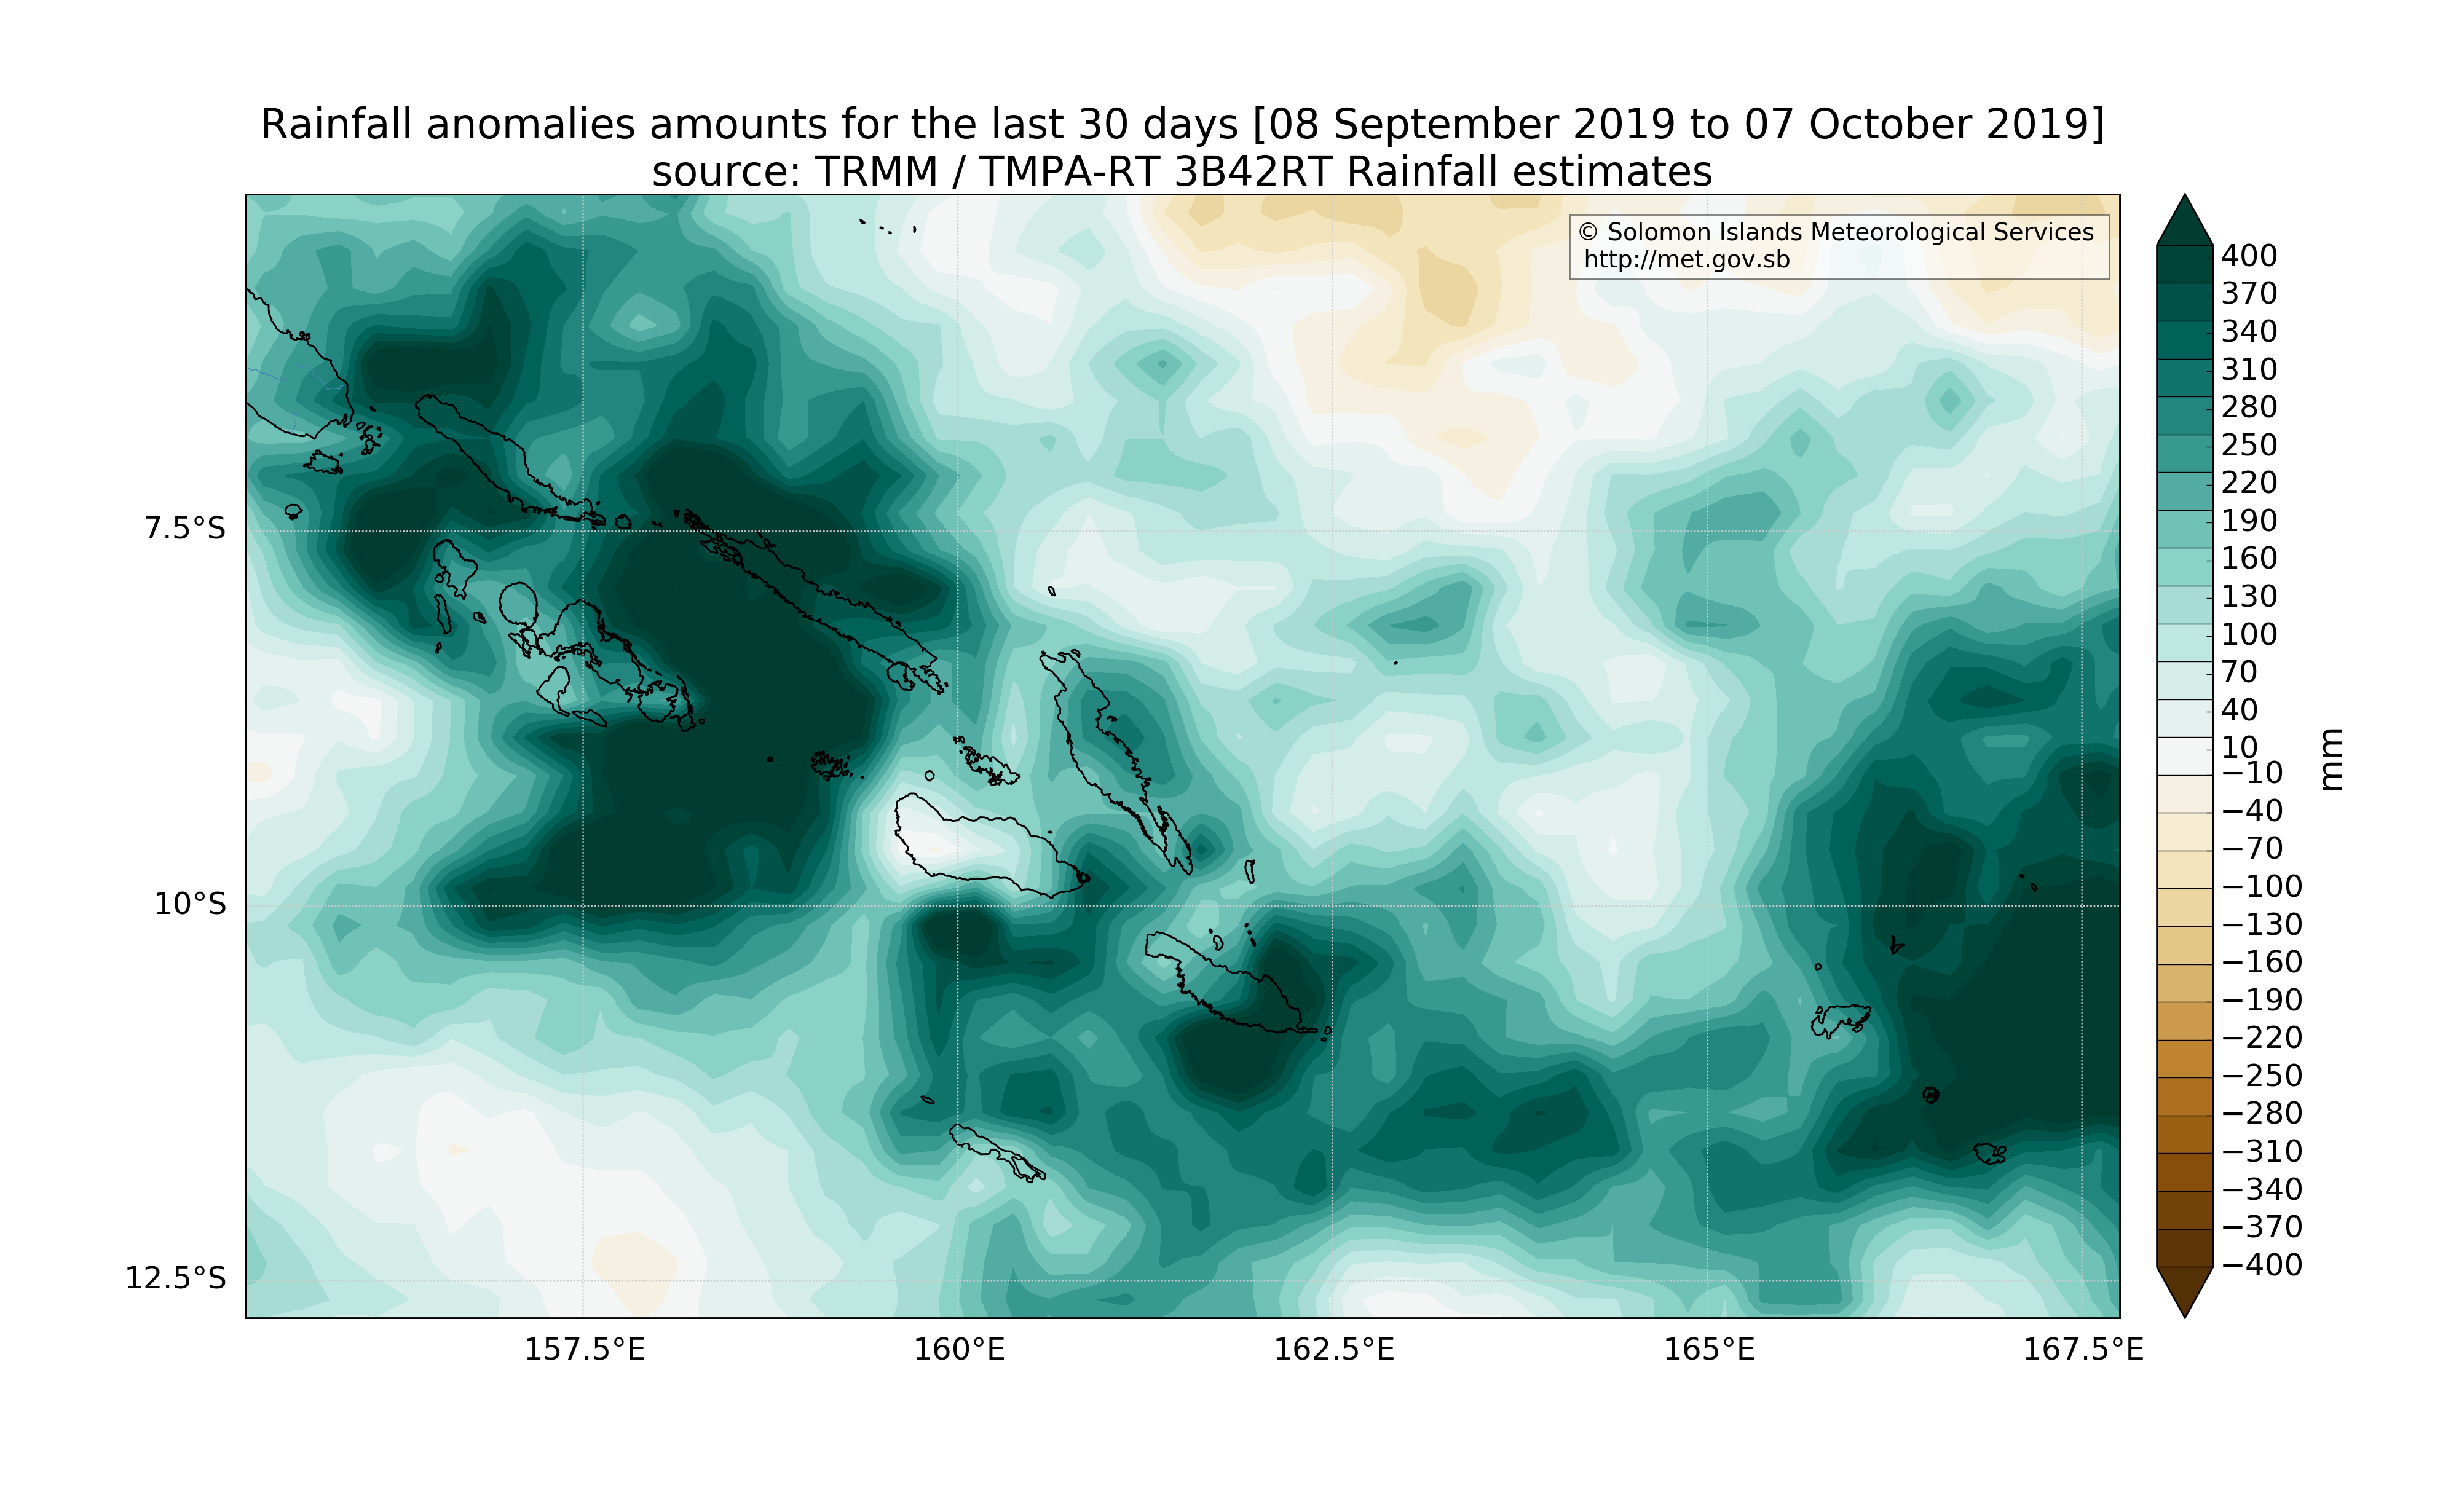 Rainfall anomalies amounts for the last 30 days [08 September 2019 to 07 October 2019]
source: TRMM / TMPA-RT 3B42RT Rainfall estimates
© Solomon Islands Meteorological Services
http://met.gov.sb
7.5°S
10°S
12.5°S
157.5°E
160°E
162.5°E
165°E
167.5°E
400
370
340
310
280
250
220
190
160
130
100
70
40
10
−10
−40
−70
−100
−130
−160
−190
−220
−250
−280
−310
−340
−370
−400
mm